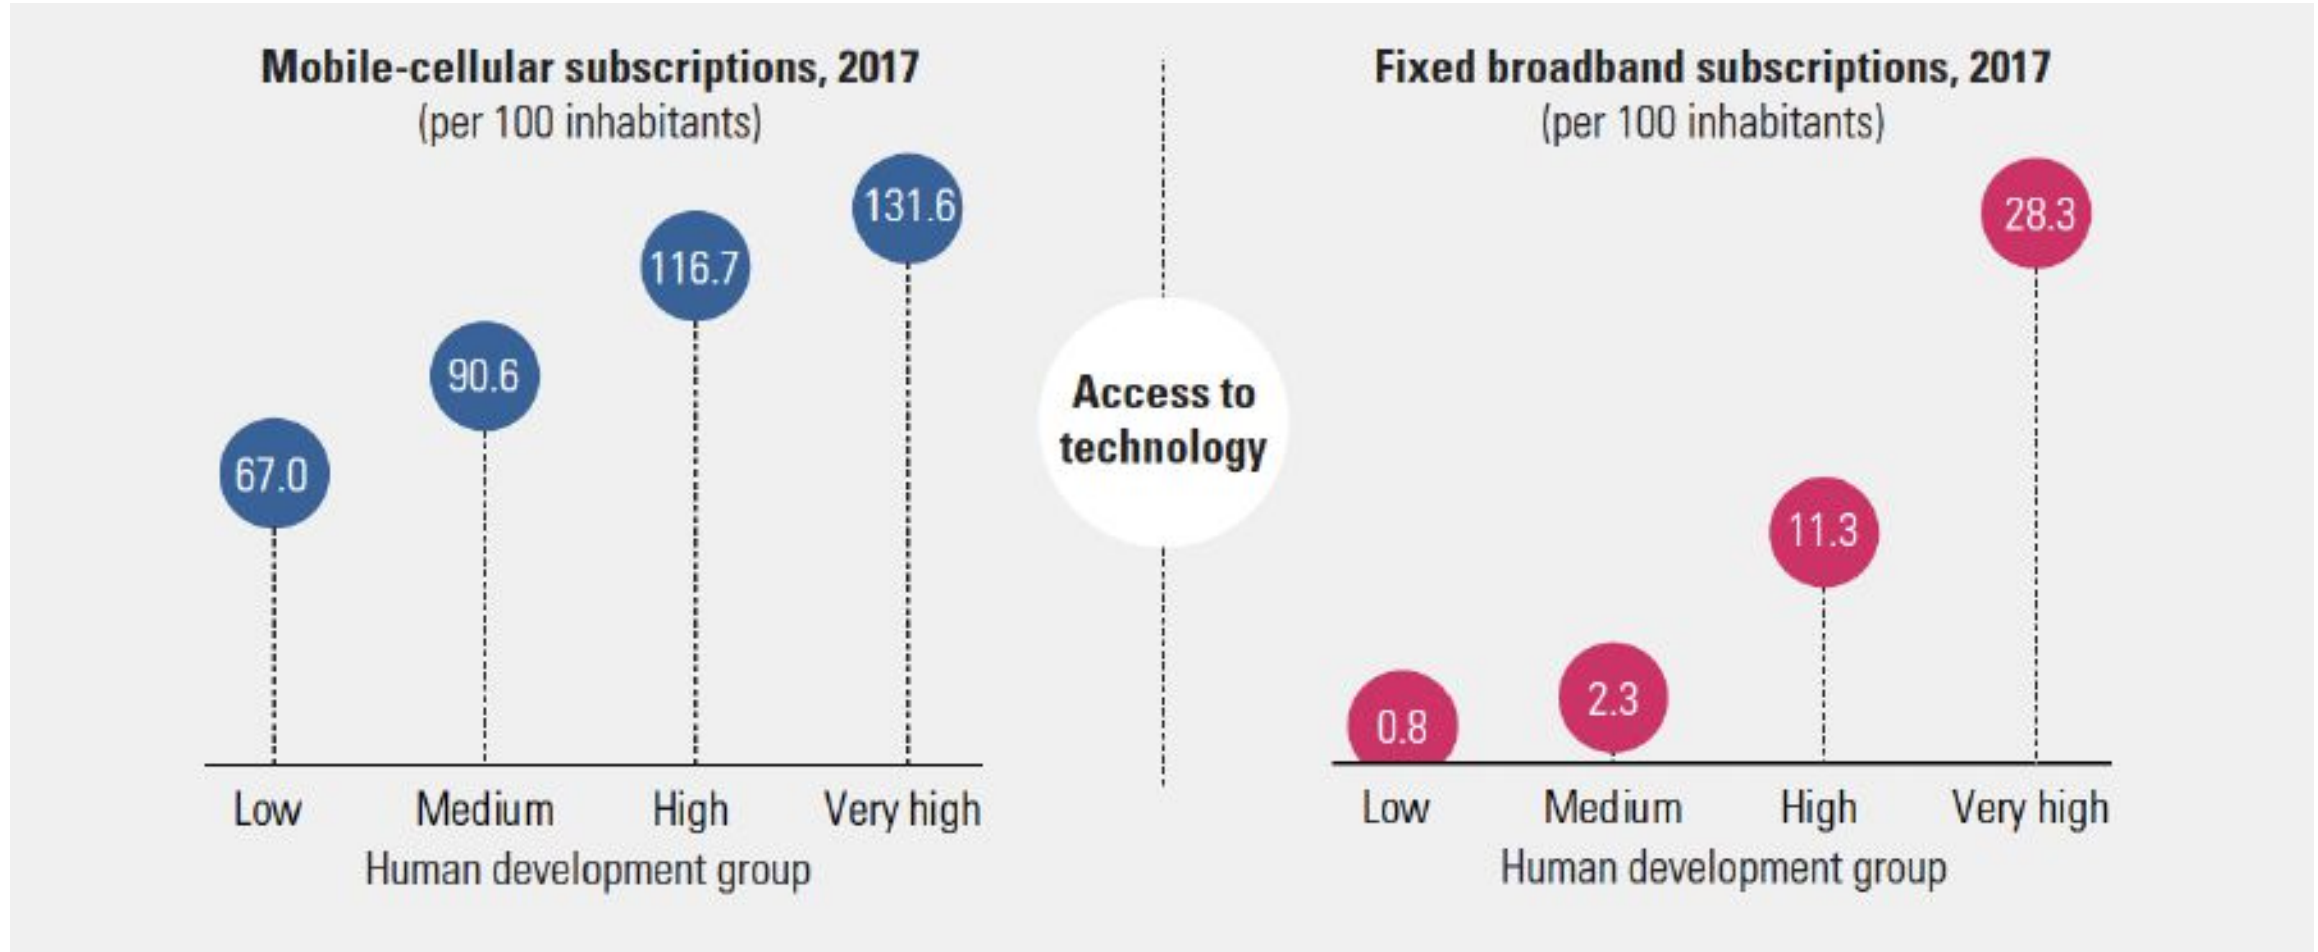 Mobile-cellular subscriptions, 2017
(per 100 inhabitants)
131.6
116.7
90.6
67.0
Low Medium High Very high
Human development group
Access to
technology
Fixed broadband subscriptions, 2017
(per 100 inhabitants)
28.3
11.3
2.3
0.8
Low Medium High Very high
Human development group